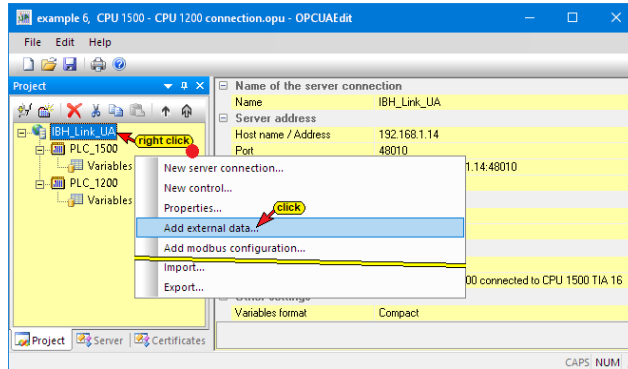 example 6, CPU 1500 - CPU 1200 connection.opu - OPCUAEdit
File Edit Help
Project
Name of the server connection
Name IBH_Link_UA
Server address
Host name / Address 192.168.1.14
Port 48010
1.14:48010
IBH_Link_UA
right click
PLC_1500
Variables
PLC_1200
Variables
New server connection...
New control...
Properties...
click
Add external data...
Add modbus configuration...
Import...
Export...
00 connected to CPU 1500 TIA 16
Other settings
Variables format Compact
Project Server Certificates
CAPS NUM